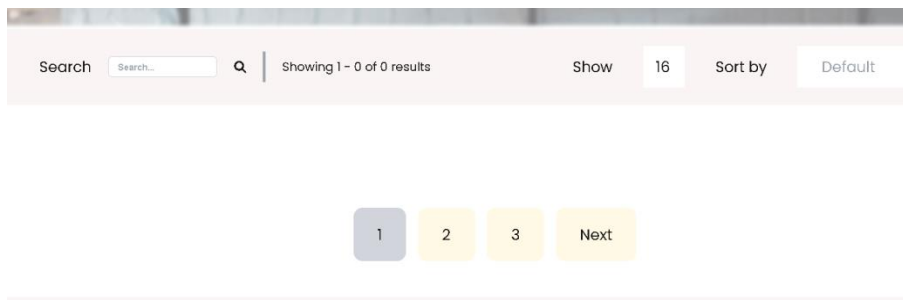 Search Search... Showing 1 - 0 of 0 results Show 16 Sort by Default
1 2 3 Next